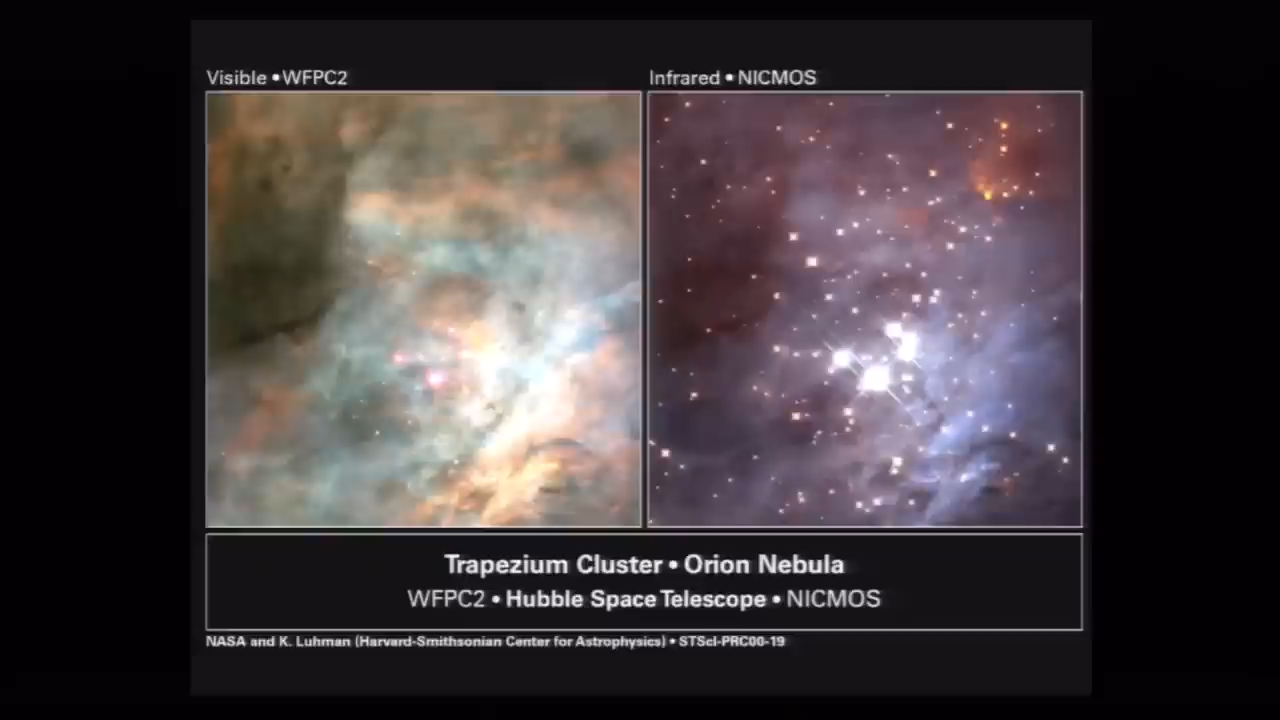 Visible • WFPC2
Infrared • NICMOS
Trapezium Cluster • Orion Nebula
WFPC2 • Hubble Space Telescope • NICMOS
NASA and K. Luhman (Harvard-Smithsonian Center for Astrophysics) • STScI-PRC00-19